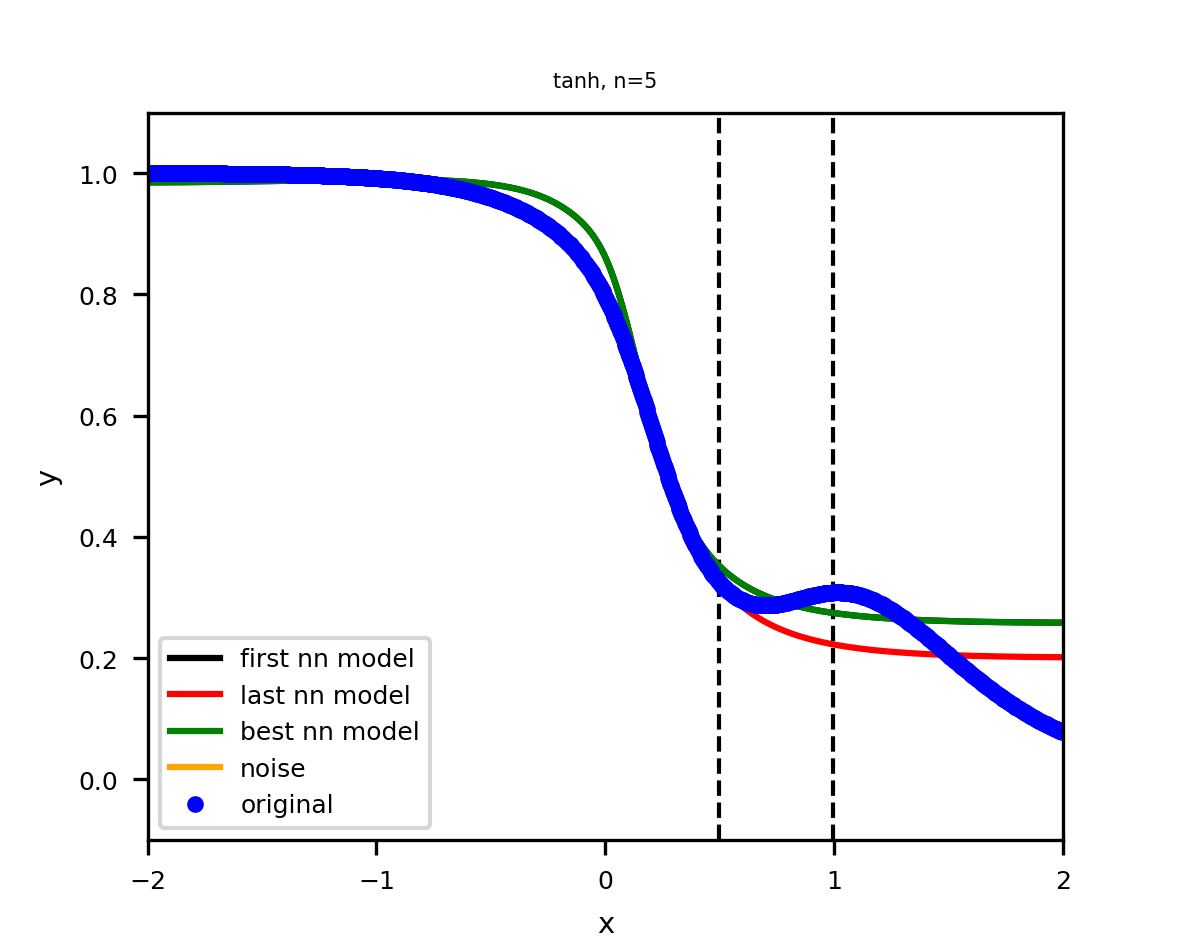 tanh, n=5
1.0
0.8
0.6
0.4
0.2
0.0
y
first nn model
last nn model
best nn model
noise
original
−2
−1
0
1
2
x